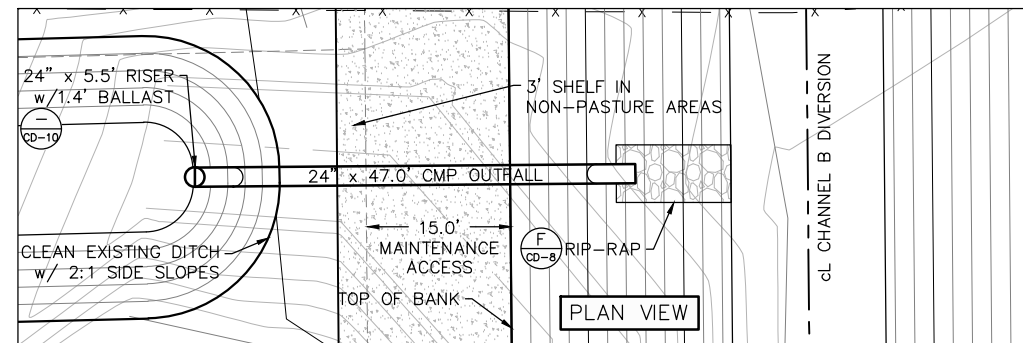 24" x 5.5' RISER
w/1.4' BALLAST
—
CD-10
3' SHELF IN
NON-PASTURE AREAS
24" x 47.0' CMP OUTFALL
15.0'
MAINTENANCE
ACCESS
CLEAN EXISTING DITCH
w/ 2:1 SIDE SLOPES
TOP OF BANK
F
CD-8
RIP-RAP
PLAN VIEW
cL CHANNEL B DIVERSION
X X X X X X X X X